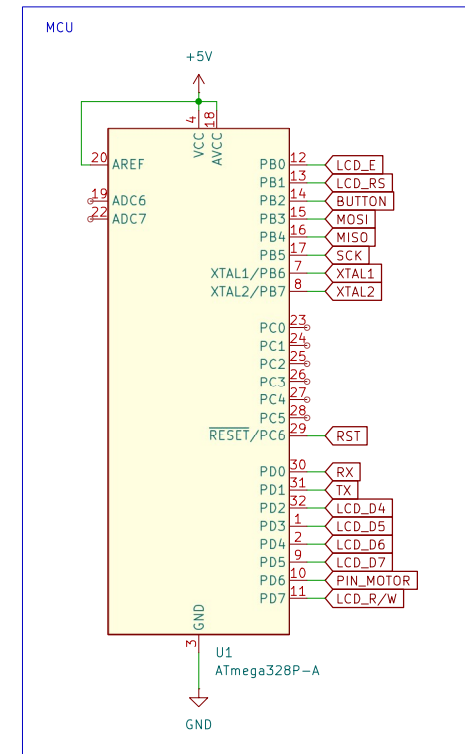 MCU
+5V
4 VCC
18 AVCC
20 AREF
PB0 12 LCD_E
PB1 13 LCD_RS
19 ADC6
PB2 14 BUTTON
22 ADC7
PB3 15 MOSI
PB4 16 MISO
PB5 17 SCK
XTAL1/PB6 7 XTAL1
XTAL2/PB7 8 XTAL2
PC0 23
PC1 24
PC2 25
PC3 26
PC4 27
PC5 28
RESET/PC6 29 RST
PD0 30 RX
PD1 31 TX
PD2 32 LCD_D4
PD3 1 LCD_D5
PD4 2 LCD_D6
PD5 9 LCD_D7
PD6 10 PIN_MOTOR
PD7 11 LCD_R/W
GND
3
U1
ATmega328P-A
GND